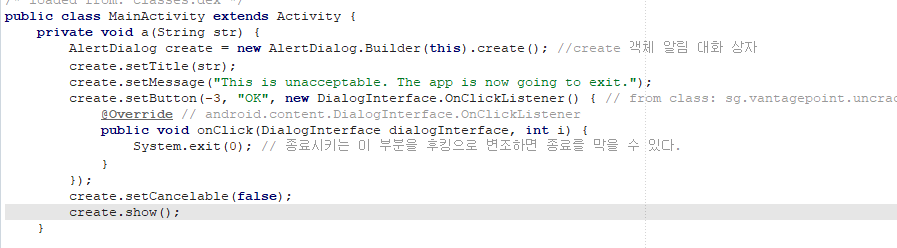 /* loaded from: classes.dex */
public class MainActivity extends Activity {
    private void a(String str) {
        AlertDialog create = new AlertDialog.Builder(this).create(); //create 객체 알림 대화 상자
        create.setTitle(str);
        create.setMessage("This is unacceptable. The app is now going to exit.");
        create.setButton(-3, "OK", new DialogInterface.OnClickListener() { // from class: sg.vantagepoint.uncrac
            @Override // android.content.DialogInterface.OnClickListener
            public void onClick(DialogInterface dialogInterface, int i) {
                System.exit(0); // 종료시키는 이 부분을 후킹으로 변조하면 종료를 막을 수 있다.
            }
        });
        create.setCancelable(false);
        create.show();
    }